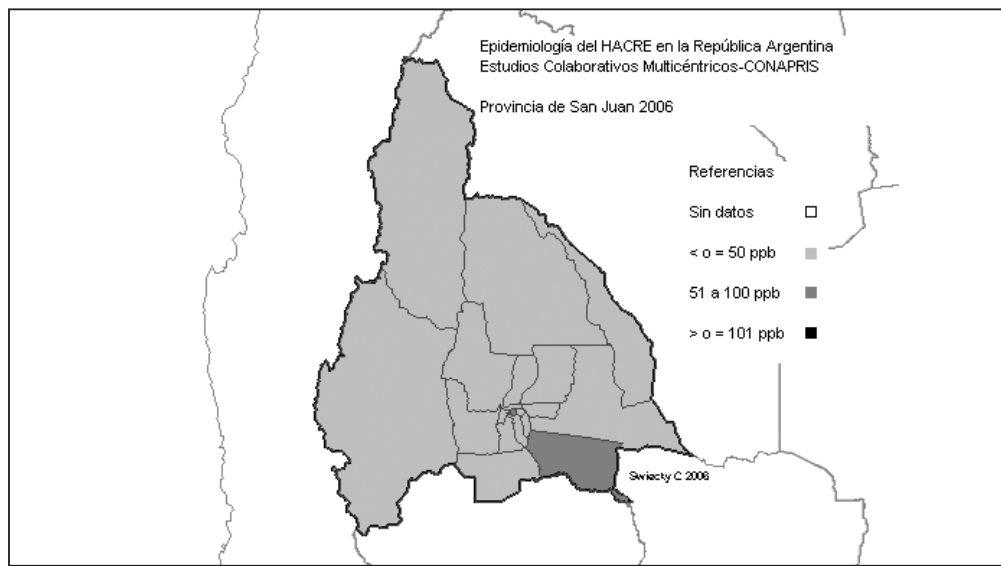 Epidemiología del HACRE en la República Argentina
Estudios Colaborativos Multicéntricos-CONAPRIS
Provincia de San Juan 2006
Referencias
Sin datos
< o = 50 ppb
51 a 100 ppb
> o = 101 ppb
Swiecty C 2006